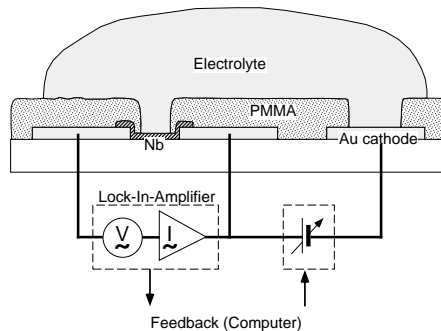 Electrolyte
PMMA
Nb
Au cathode
Lock-In-Amplifier
V
I
Feedback (Computer)